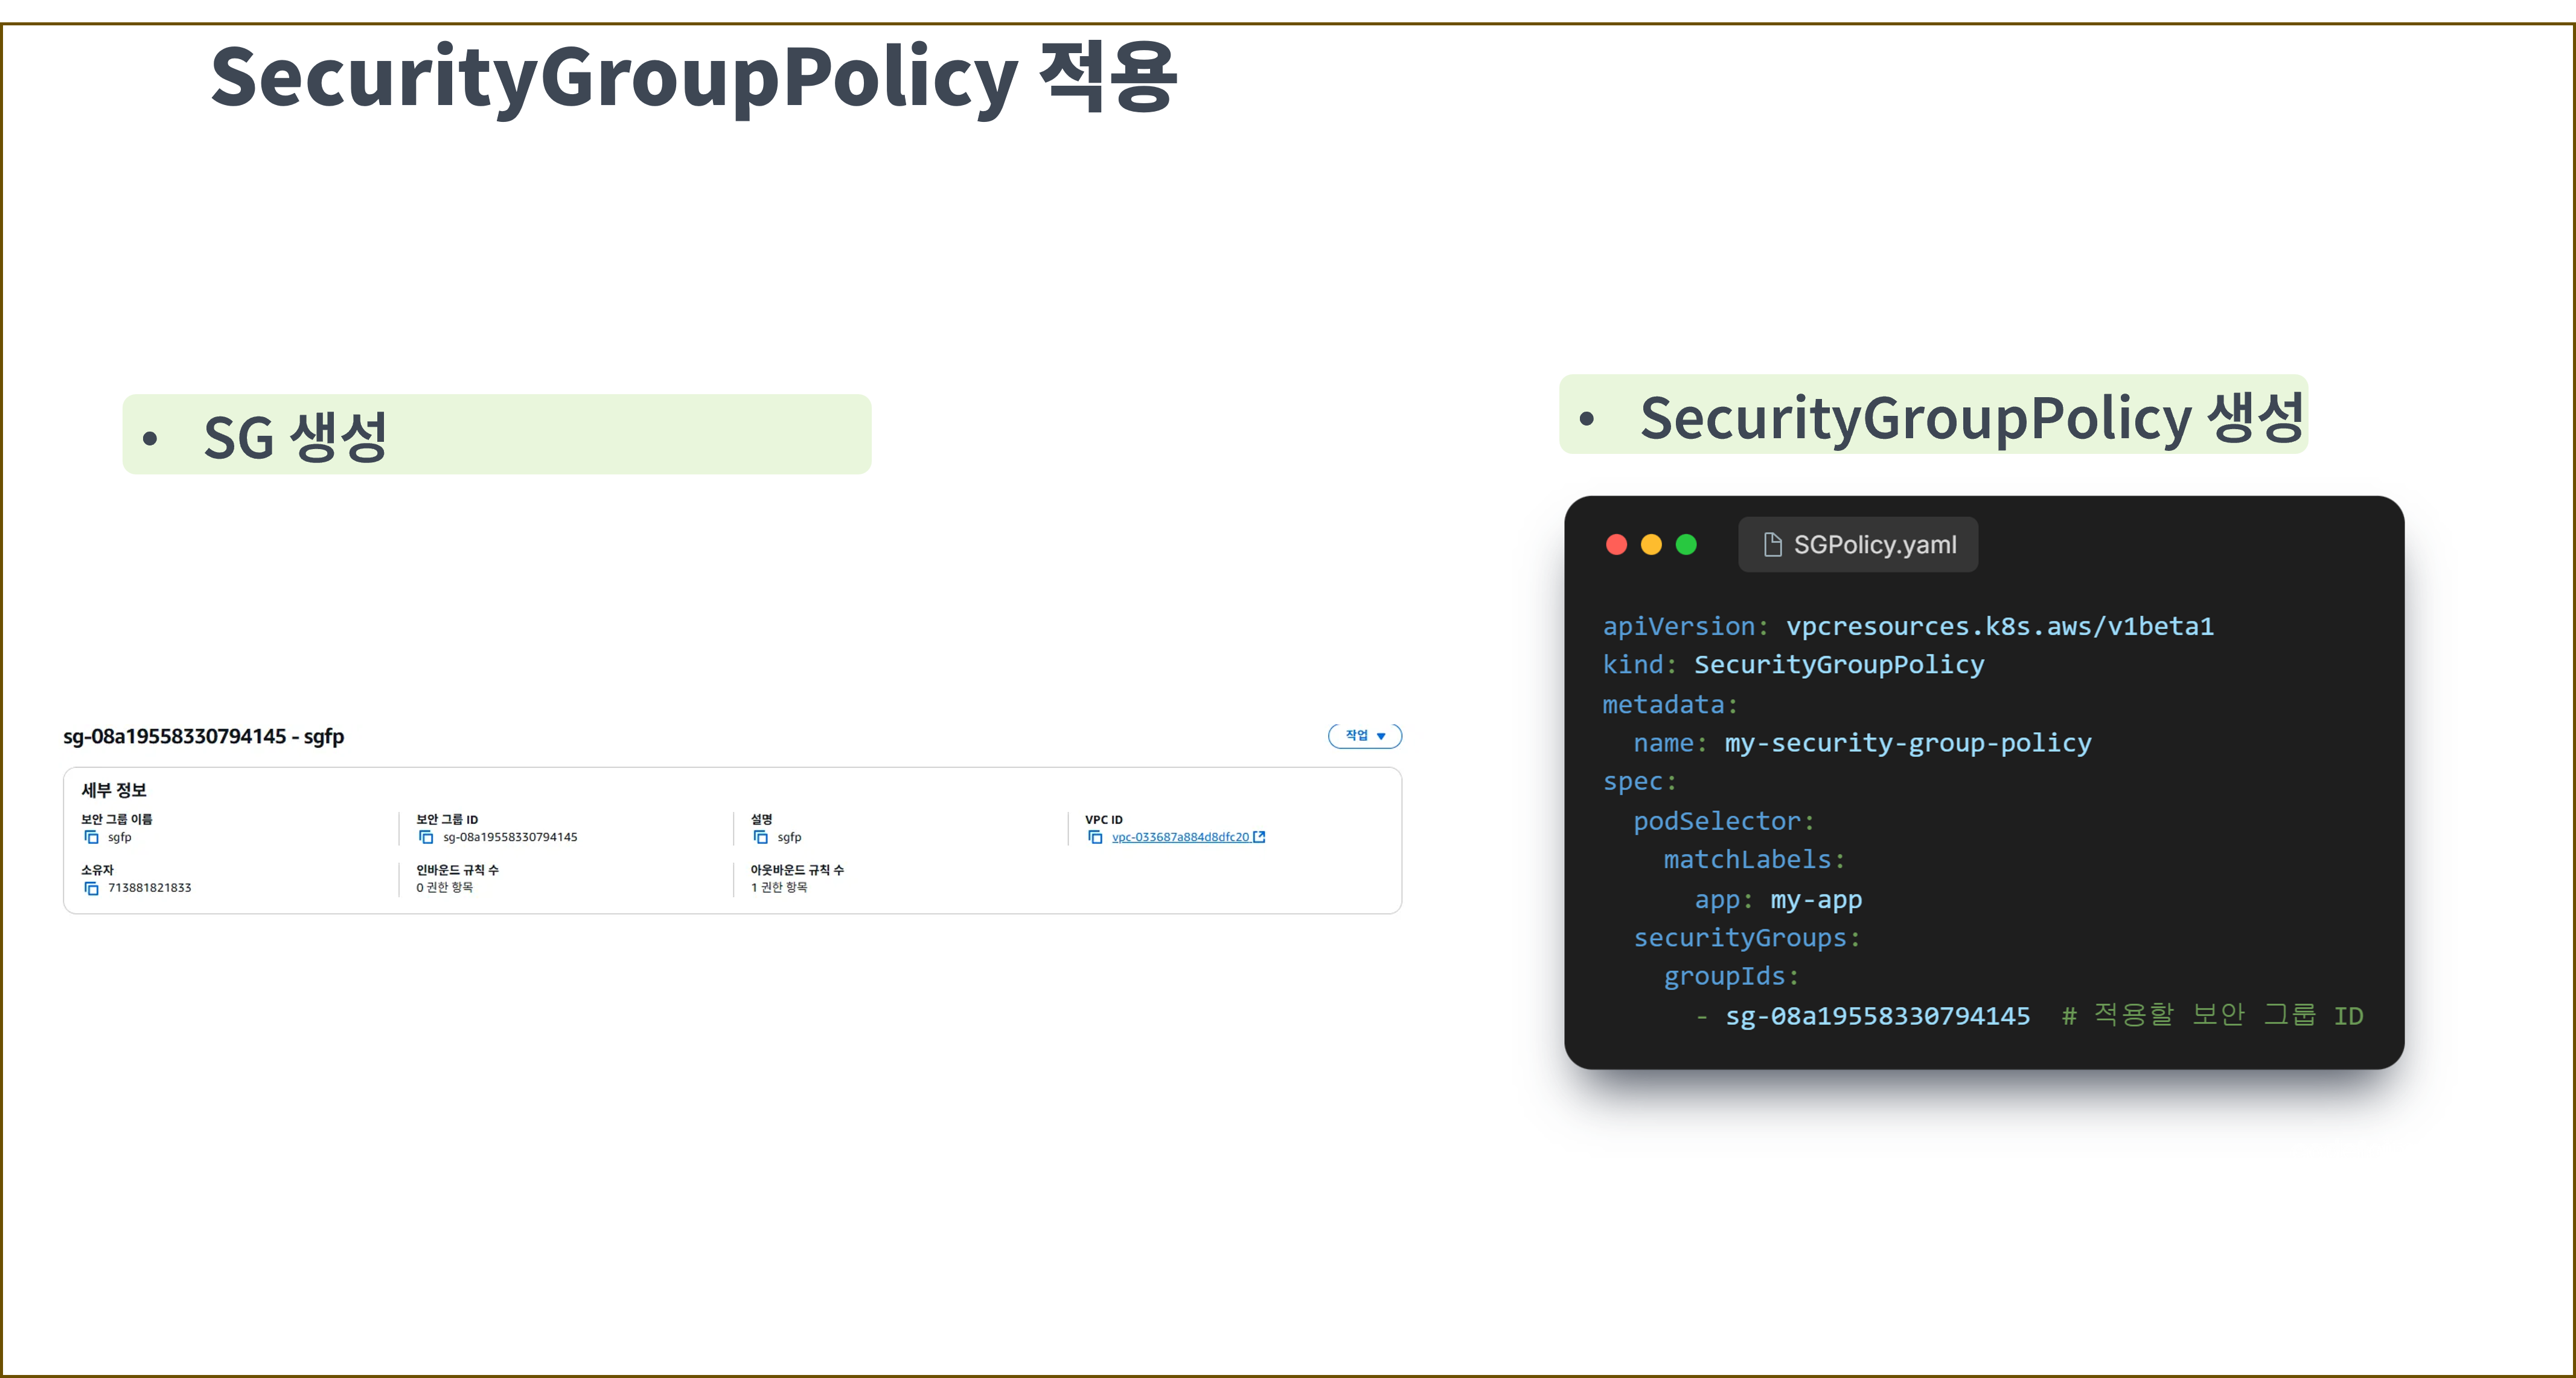 SecurityGroupPolicy 적용
• SG 생성
sg-08a19558330794145 - sgfp
작업
세부 정보
보안 그룹 이름
sgfp
보안 그룹 ID
sg-08a19558330794145
설명
sgfp
VPC ID
vpc-033687a884d8dfc20
소유자
713881821833
인바운드 규칙 수
0 권한 항목
아웃바운드 규칙 수
1 권한 항목
• SecurityGroupPolicy 생성
SGPolicy.yaml
apiVersion: vpcresources.k8s.aws/v1beta1
kind: SecurityGroupPolicy
metadata:
  name: my-security-group-policy
spec:
  podSelector:
    matchLabels:
      app: my-app
  securityGroups:
    groupIds:
      - sg-08a19558330794145  # 적용할 보안 그룹 ID